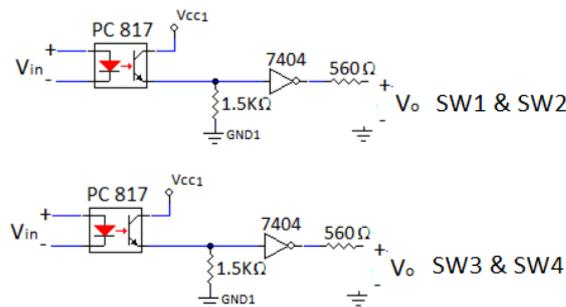 PC 817
Vcc1
+
Vin
-
7404
560Ω
1.5KΩ
GND1
+
Vo
-
SW1 & SW2
PC 817
Vcc1
+
Vin
-
7404
560Ω
1.5KΩ
GND1
+
Vo
-
SW3 & SW4